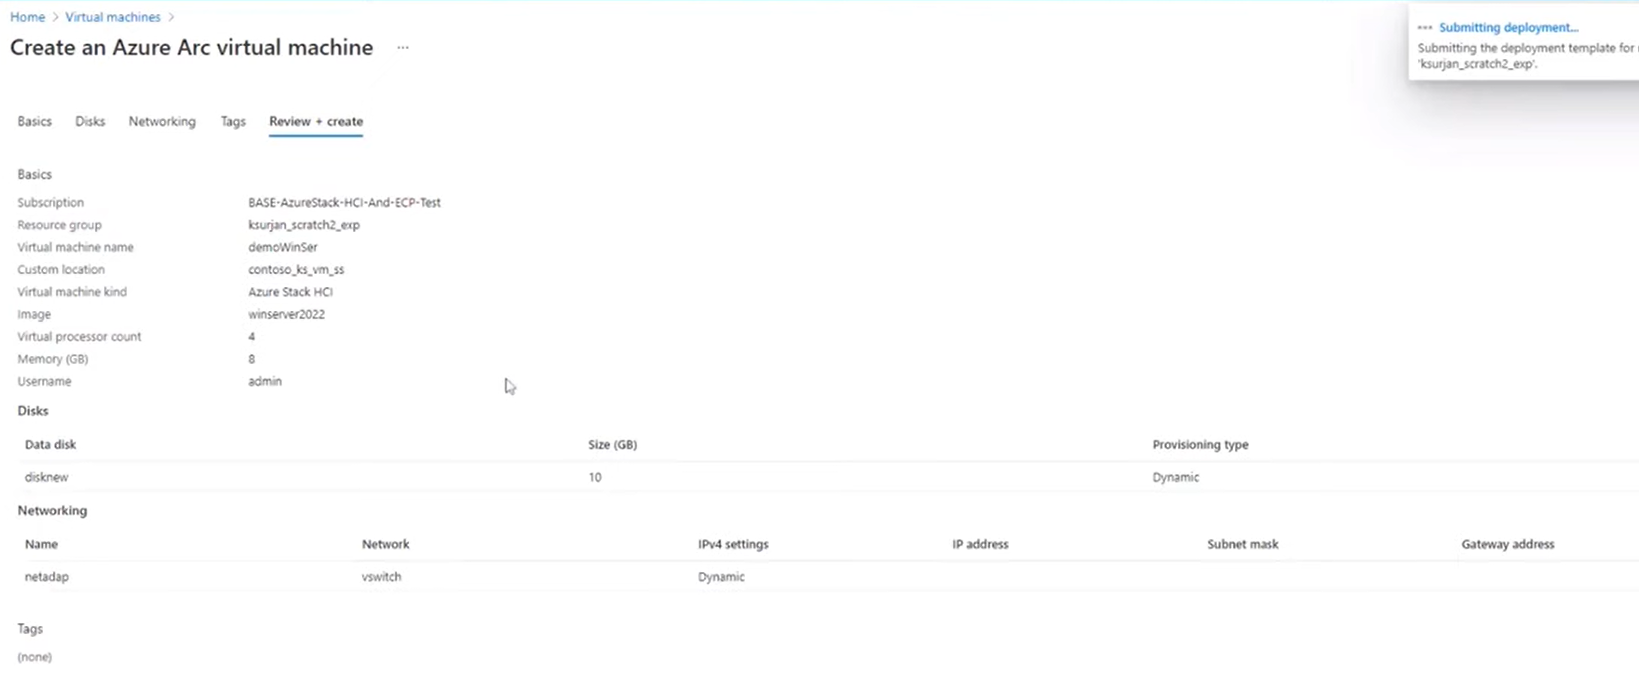 Home > Virtual machines >
Create an Azure Arc virtual machine ...
Submitting deployment...
Submitting the deployment template for
'ksurjan_scratch2_exp'.
Basics Disks Networking Tags Review + create
Basics
Subscription BASE-AzureStack-HCI-And-ECP-Test
Resource group ksurjan_scratch2_exp
Virtual machine name demoWinSer
Custom location contoso_ks_vm_ss
Virtual machine kind Azure Stack HCI
Image winserver2022
Virtual processor count 4
Memory (GB) 8
Username admin
Disks
Data disk Size (GB) Provisioning type
disknew 10 Dynamic
Networking
Name Network IPv4 settings IP address Subnet mask Gateway address
netadap vswitch Dynamic
Tags
(none)